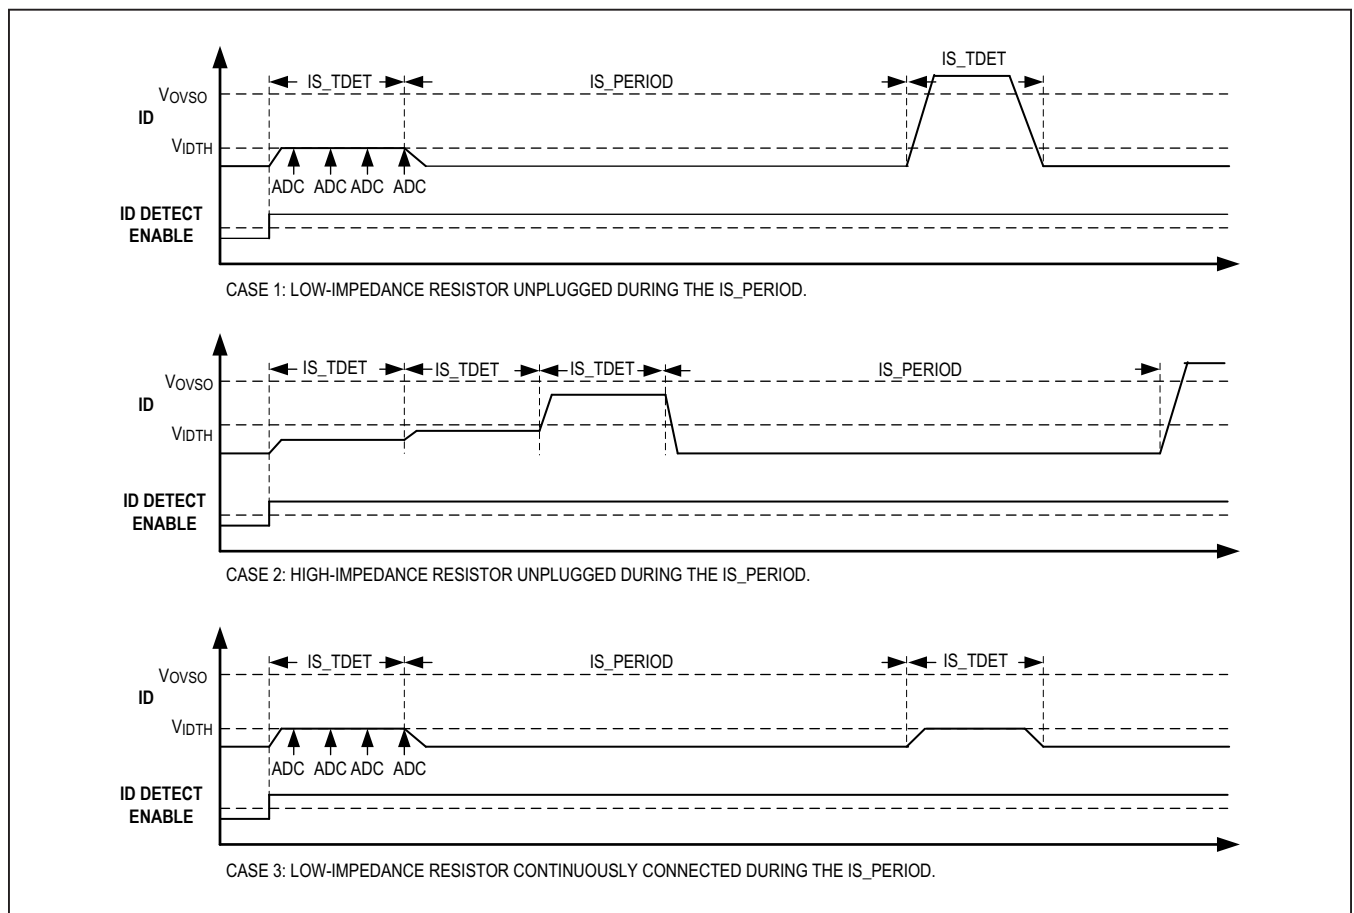 IS_TDET
IS_TDET
IS_PERIOD
VOVSO
ID
VIDTH
ADC ADC ADC ADC
ID DETECT
ENABLE
CASE 1: LOW-IMPEDANCE RESISTOR UNPLUGGED DURING THE IS_PERIOD.
IS_TDET IS_TDET IS_TDET IS_PERIOD
VOVSO
ID
VIDTH
ID DETECT
ENABLE
CASE 2: HIGH-IMPEDANCE RESISTOR UNPLUGGED DURING THE IS_PERIOD.
IS_TDET IS_PERIOD IS_TDET
VOVSO
ID
VIDTH
ADC ADC ADC ADC
ID DETECT
ENABLE
CASE 3: LOW-IMPEDANCE RESISTOR CONTINUOUSLY CONNECTED DURING THE IS_PERIOD.